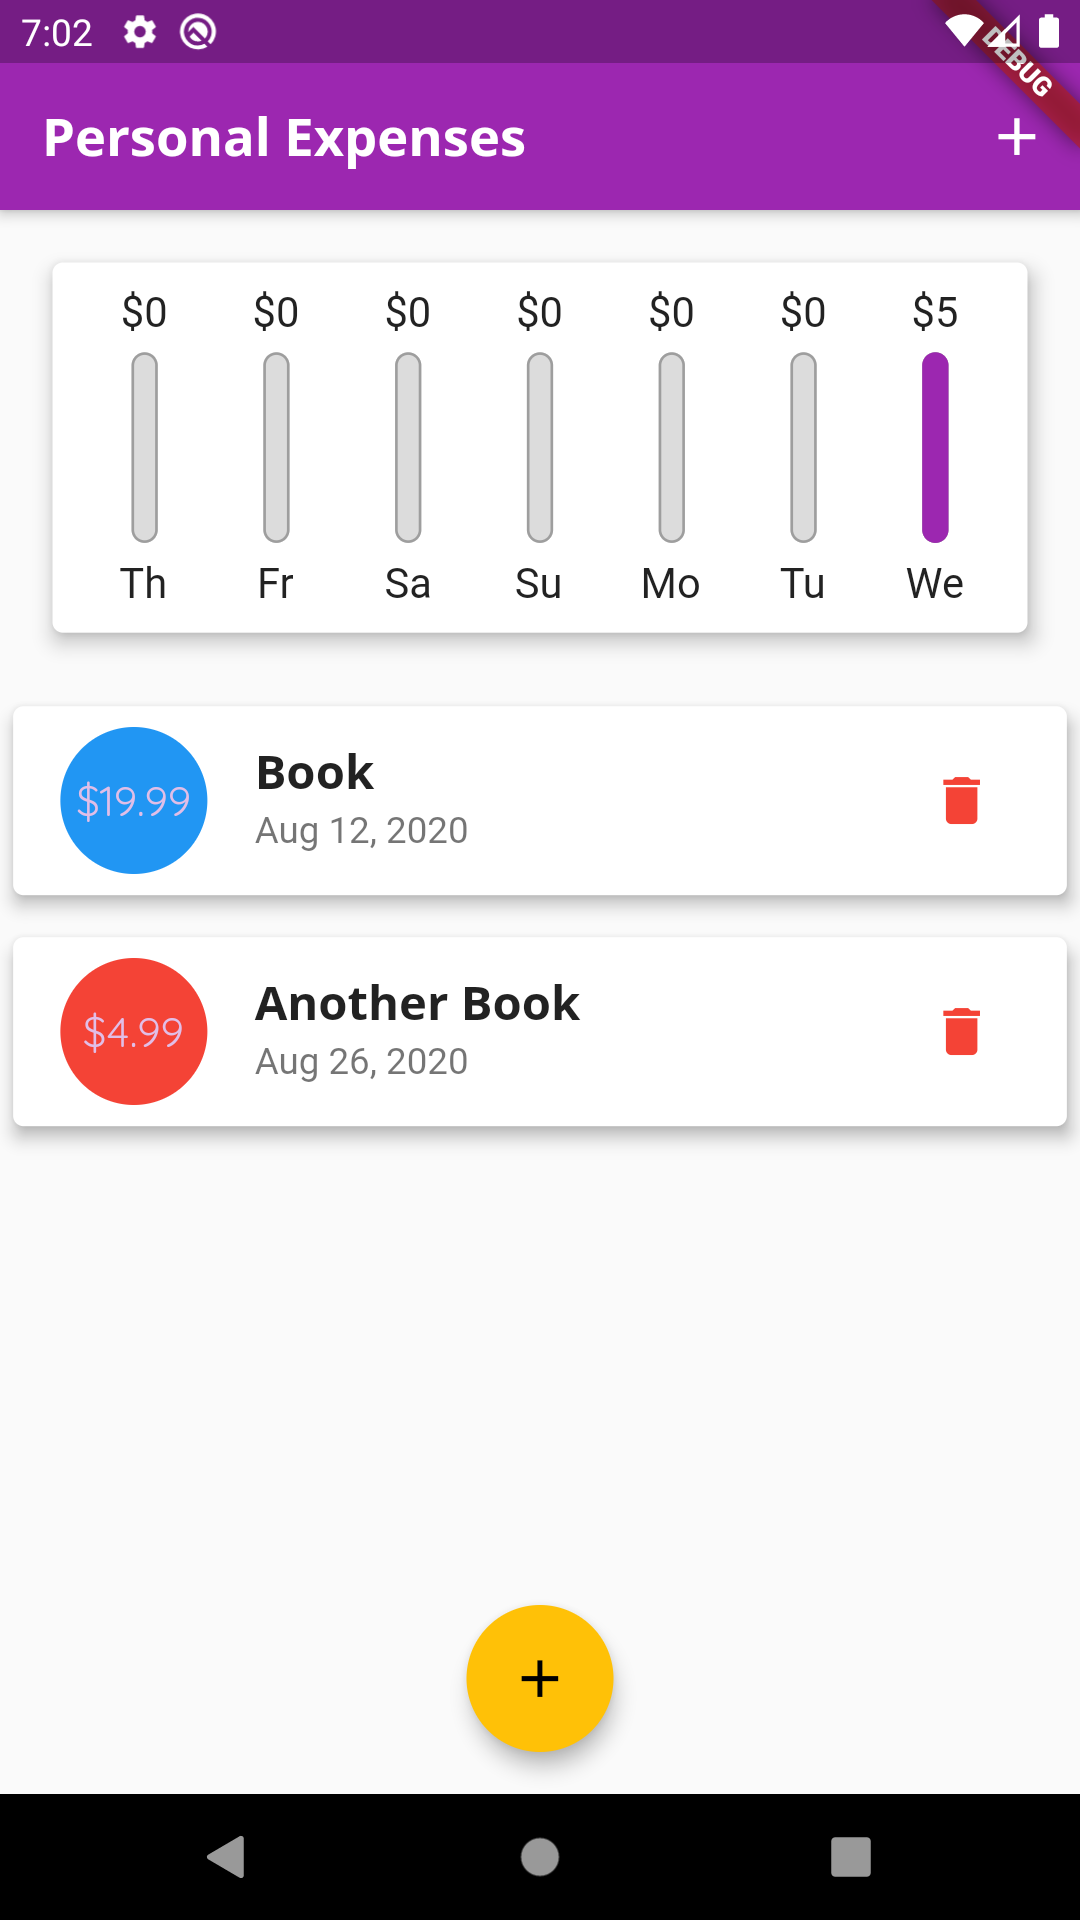 7:02
DEBUG
Personal Expenses
$0 $0 $0 $0 $0 $0 $5
Th Fr Sa Su Mo Tu We
$19.99
Book
Aug 12, 2020
$4.99
Another Book
Aug 26, 2020